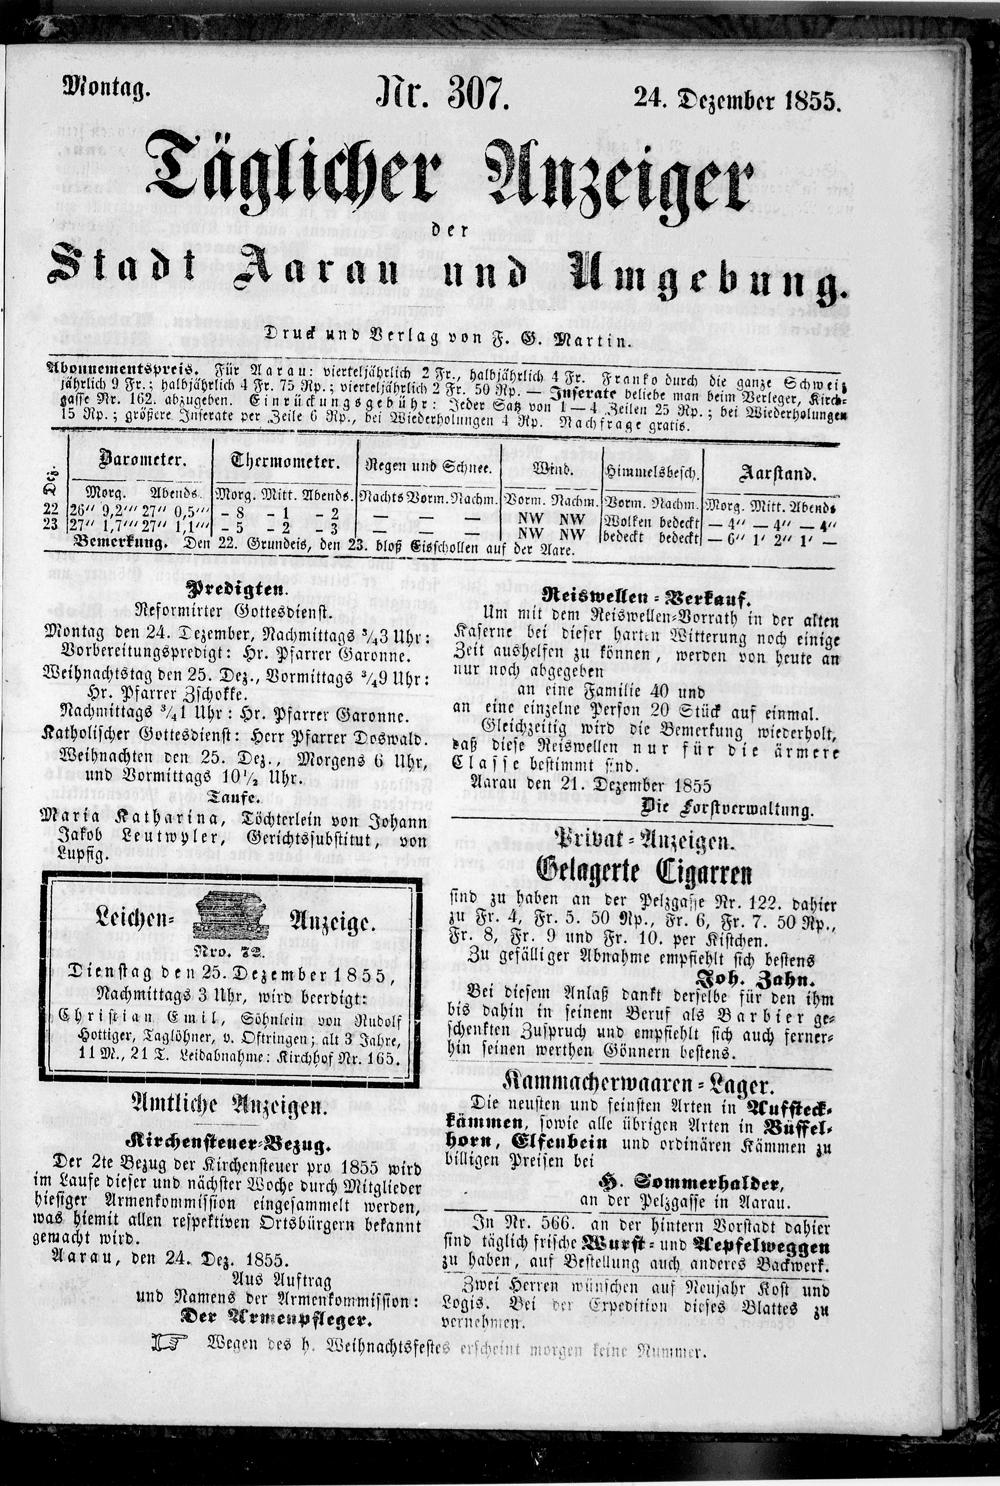 Montag.
Nr. 307.
24. Dezember 1855.
Täglicher Anzeiger
der
Stadt Aarau und Umgebung.
Druck und Verlag von F. G. Martin.
Abonnementspreis. Für Aarau: vierteljährlich 2 Fr., halbjährlich 4 Fr. Franko durch die ganze Schweiz
jährlich 9 Fr.; halbjährlich 4 Fr. 75 Rp.; vierteljährlich 2 Fr. 50 Rp. — Inserate beliebe man beim Verleger, Kirch-
gasse Nr. 162. abzugeben. Einrückungsgebühr: Jeder Satz von 1—4 Zeilen 25 Rp.; bei Wiederholungen
15 Rp.; größere Inserate per Zeile 6 Rp., bei Wiederholungen 4 Rp. Nachfrage gratis.
Dez. Barometer. Thermometer. Regen und Schnee. Wind. Himmelsbesch. Aarstand.
Morg. Abends. Morg. Mitt. Abends. Nachts Vorm. Nachm. Vorm. Nachm. Vorm. Nachm. Morg. Mitt. Abends
22 26'' 9,2''' 27'' 0,5''' - 8 - 1 - 2 — — — NW NW Wolken bedeckt — 4'' — 4'' — 4''
23 27'' 1,7''' 27'' 1,1''' - 5 - 2 - 3 — — — NW NW bedeckt bedeckt — 6'' 1' 2'' 1' —
Bemerkung. Den 22. Grundeis, den 23. bloß Eisschollen auf der Aare.
Predigten.
Reformirter Gottesdienst.
Montag den 24. Dezember, Nachmittags ¾3 Uhr:
Vorbereitungspredigt: Hr. Pfarrer Garonne.
Weihnachtstag den 25. Dez., Vormittags ¾9 Uhr:
Hr. Pfarrer Zschokke.
Nachmittags ¾1 Uhr: Hr. Pfarrer Garonne.
Katholischer Gottesdienst: Herr Pfarrer Doswald.
Weihnachten den 25. Dez., Morgens 6 Uhr,
und Vormittags 10½ Uhr.
Taufe.
Maria Katharina, Töchterlein von Johann
Jakob Leutwyler, Gerichtssubstitut, von
Lupfig.
Leichen- Anzeige.
Nro. 72.
Dienstag den 25. Dezember 1855,
Nachmittags 3 Uhr, wird beerdigt:
Christian Emil, Söhnlein von Rudolf
Hottiger, Taglöhner, v. Oftringen; alt 3 Jahre,
11 M., 21 T. Leidabnahme: Kirchhof Nr. 165.
Amtliche Anzeigen.
Kirchensteuer-Bezug.
Der 2te Bezug der Kirchensteuer pro 1855 wird
im Laufe dieser und nächster Woche durch Mitglieder
hiesiger Armenkommission eingesammelt werden,
was hiemit allen respektiven Ortsbürgern bekannt
gemacht wird.
Aarau, den 24. Dez. 1855.
Aus Auftrag
und Namens der Armenkommission:
Der Armenpfleger.
Reiswellen-Verkauf.
Um mit dem Reiswellen-Vorrath in der alten
Kaserne bei dieser harten Witterung noch einige
Zeit aushelfen zu können, werden von heute an
nur noch abgegeben
an eine Familie 40 und
an eine einzelne Person 20 Stück auf einmal.
Gleichzeitig wird die Bemerkung wiederholt,
daß diese Reiswellen nur für die ärmere
Classe bestimmt sind.
Aarau den 21. Dezember 1855
Die Forstverwaltung.
Privat-Anzeigen.
Gelagerte Cigarren
sind zu haben an der Pelzgasse Nr. 122. dahier
zu Fr. 4, Fr. 5. 50 Rp., Fr. 6, Fr. 7. 50 Rp.,
Fr. 8, Fr. 9 und Fr. 10. per Kistchen.
Zu gefälliger Abnahme empfiehlt sich bestens
Joh. Zahn.
Bei diesem Anlaß dankt derselbe für den ihm
bis dahin in seinem Beruf als Barbier ge-
schenkten Zuspruch und empfiehlt sich auch ferner-
hin seinen werthen Gönnern bestens.
Kammacherwaaren-Lager.
Die neusten und feinsten Arten in Aufsteck-
kämmen, sowie alle übrigen Arten in Büffel-
horn, Elfenbein und ordinären Kämmen zu
billigen Preisen bei
H. Sommerhalder,
an der Pelzgasse in Aarau.
In Nr. 566. an der hintern Vorstadt dahier
sind täglich frische Wurst- und Aepfelweggen
zu haben, auf Bestellung auch anderes Backwerk.
Zwei Herren wünschen auf Neujahr Kost und
Logis. Bei der Expedition dieses Blattes zu
vernehmen.
☞ Wegen des h. Weihnachtsfestes erscheint morgen keine Nummer.